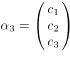 α₃ = (c₁
c₂
c₃)